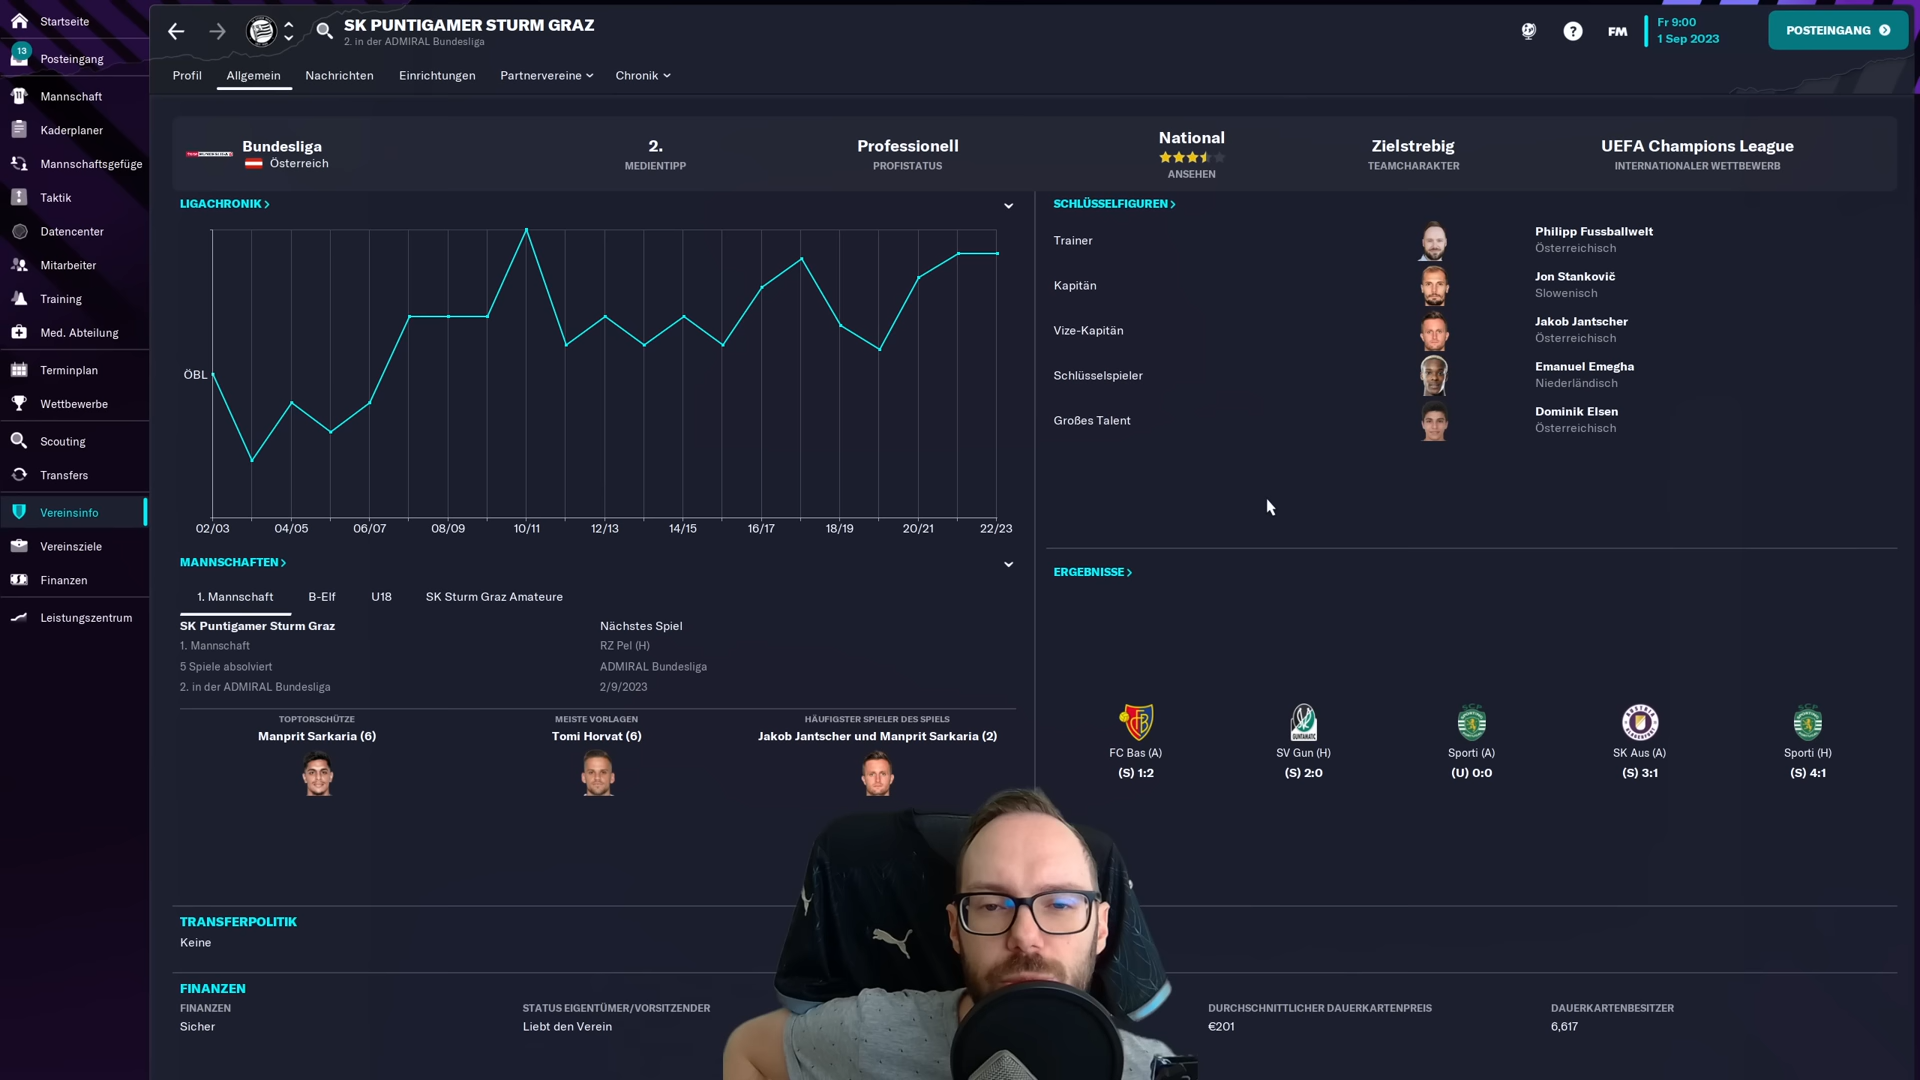 Startseite
13
Posteingang
Mannschaft
Kaderplaner
Mannschaftsgefüge
Taktik
Datencenter
Mitarbeiter
Training
Med. Abteilung
Terminplan
Wettbewerbe
Scouting
Transfers
Vereinsinfo
Vereinsziele
Finanzen
Leistungszentrum
SK PUNTIGAMER STURM GRAZ
2. in der ADMIRAL Bundesliga
FM
Fr 9:00
1 Sep 2023
POSTEINGANG
Profil
Allgemein
Nachrichten
Einrichtungen
Partnervereine
Chronik
Bundesliga
Österreich
2.
MEDIENTIPP
Professionell
PROFISTATUS
National
ANSEHEN
Zielstrebig
TEAMCHARAKTER
UEFA Champions League
INTERNATIONALER WETTBEWERB
LIGACHRONIK
ÖBL
02/03 04/05 06/07 08/09 10/11 12/13 14/15 16/17 18/19 20/21 22/23
SCHLÜSSELFIGUREN
Trainer
Philipp Fussballwelt
Österreichisch
Kapitän
Jon Stankovič
Slowenisch
Vize-Kapitän
Jakob Jantscher
Österreichisch
Schlüsselspieler
Emanuel Emegha
Niederländisch
Großes Talent
Dominik Elsen
Österreichisch
MANNSCHAFTEN
1. Mannschaft
B-Elf
U18
SK Sturm Graz Amateure
SK Puntigamer Sturm Graz
1. Mannschaft
5 Spiele absolviert
2. in der ADMIRAL Bundesliga
Nächstes Spiel
RZ Pel (H)
ADMIRAL Bundesliga
2/9/2023
TOPTORSCHÜTZE
Manprit Sarkaria (6)
MEISTE VORLAGEN
Tomi Horvat (6)
HÄUFIGSTER SPIELER DES SPIELS
Jakob Jantscher und Manprit Sarkaria (2)
ERGEBNISSE
FC Bas (A)
(S) 1:2
SV Gun (H)
(S) 2:0
Sporti (A)
(U) 0:0
SK Aus (A)
(S) 3:1
Sporti (H)
(S) 4:1
TRANSFERPOLITIK
Keine
FINANZEN
FINANZEN
Sicher
STATUS EIGENTÜMER/VORSITZENDER
Liebt den Verein
DURCHSCHNITTLICHER DAUERKARTENPREIS
€201
DAUERKARTENBESITZER
6,617